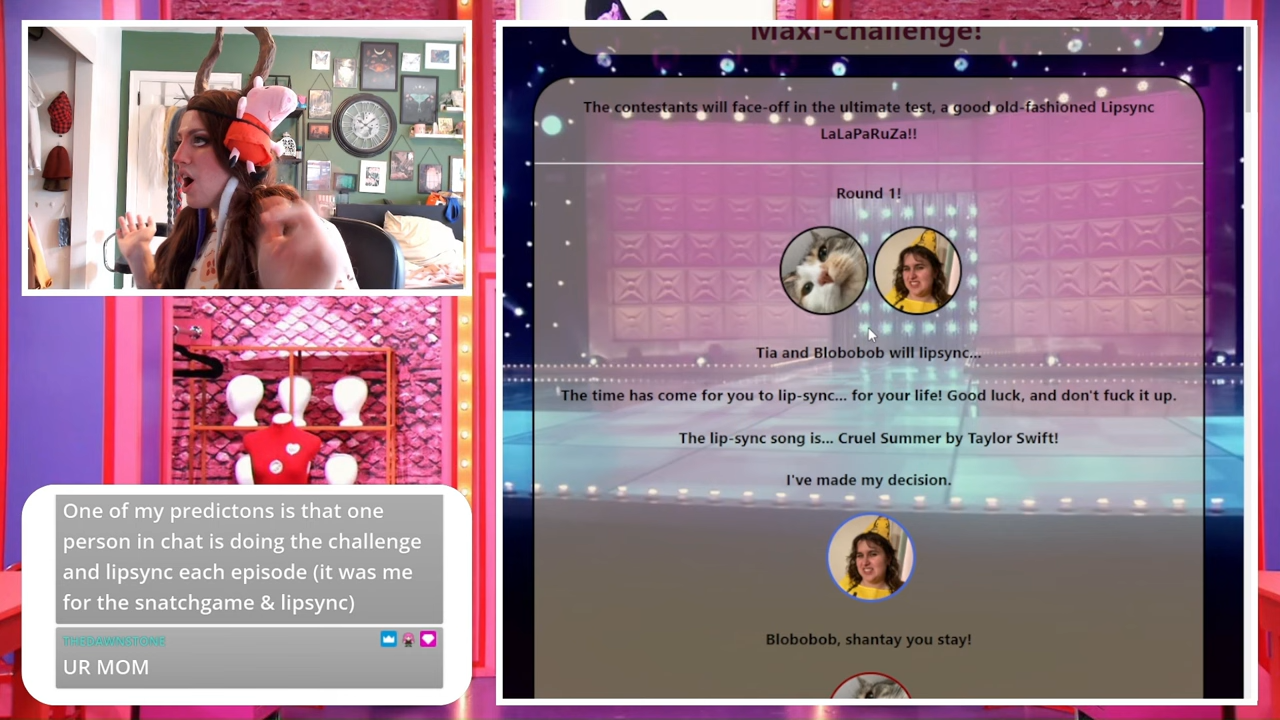 Maxi-challenge!
The contestants will face-off in the ultimate test, a good old-fashioned Lipsync
LaLaPaRuZa!!
Round 1!
Tia and Blobobob will lipsync...
The time has come for you to lip-sync... for your life! Good luck, and don't fuck it up.
The lip-sync song is... Cruel Summer by Taylor Swift!
I've made my decision.
Blobobob, shantay you stay!
One of my predictons is that one
person in chat is doing the challenge
and lipsync each episode (it was me
for the snatchgame & lipsync)
THEDAWNSTONE
UR MOM